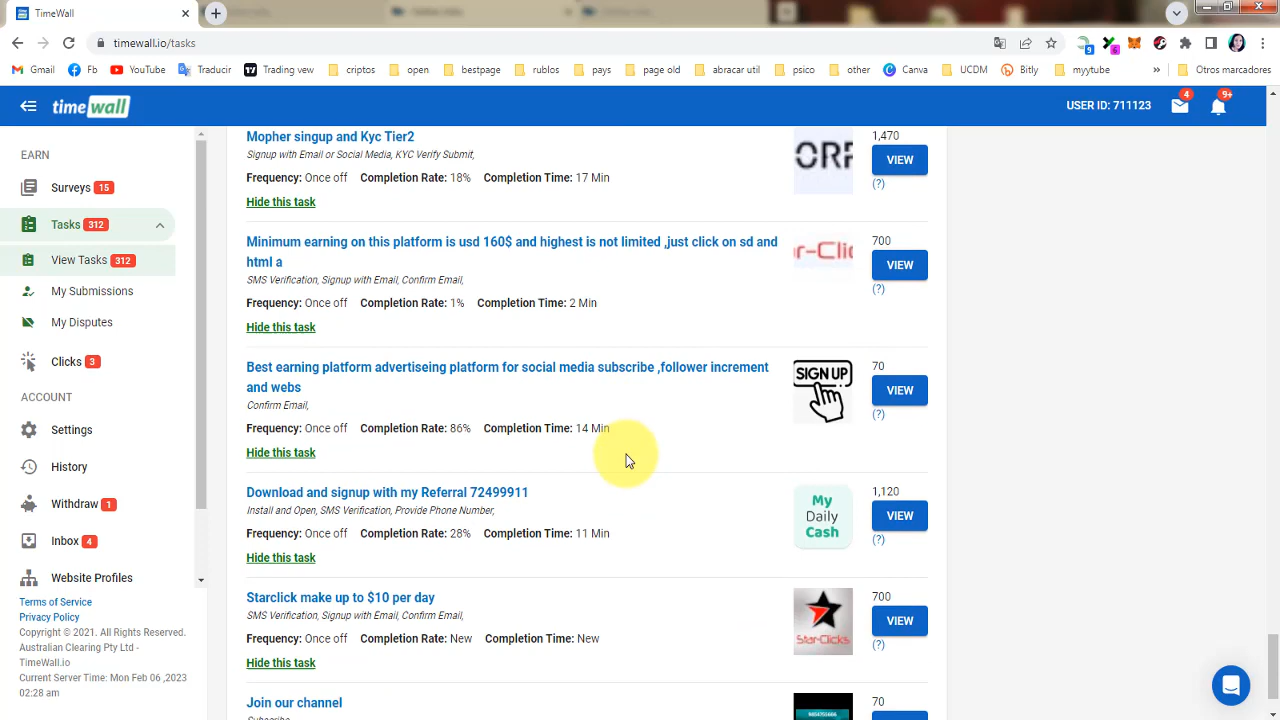 TimeWall
timewall.io/tasks
Gmail Fb YouTube Traducir Trading vew criptos open bestpage rublos pays page old abracar util psico other Canva UCDM Bitly myytube » Otros marcadores
9 6
time wall
USER ID: 711123
4 9+
EARN
Surveys 15
Tasks 312
View Tasks 312
My Submissions
My Disputes
Clicks 3
ACCOUNT
Settings
History
Withdraw 1
Inbox 4
Website Profiles
Terms of Service
Privacy Policy
Copyright © 2021. All Rights Reserved.
Australian Clearing Pty Ltd -
TimeWall.io
Current Server Time: Mon Feb 06 ,2023
02:28 am
Mopher singup and Kyc Tier2
Signup with Email or Social Media, KYC Verify Submit,
Frequency: Once off Completion Rate: 18% Completion Time: 17 Min
Hide this task
1,470
VIEW
(?)
Minimum earning on this platform is usd 160$ and highest is not limited ,just click on sd and
html a
SMS Verification, Signup with Email, Confirm Email,
Frequency: Once off Completion Rate: 1% Completion Time: 2 Min
Hide this task
700
VIEW
(?)
Best earning platform advertiseing platform for social media subscribe ,follower increment
and webs
Confirm Email,
Frequency: Once off Completion Rate: 86% Completion Time: 14 Min
Hide this task
SIGN UP
70
VIEW
(?)
Download and signup with my Referral 72499911
Install and Open, SMS Verification, Provide Phone Number,
Frequency: Once off Completion Rate: 28% Completion Time: 11 Min
Hide this task
My
Daily
Cash
1,120
VIEW
(?)
Starclick make up to $10 per day
SMS Verification, Signup with Email, Confirm Email,
Frequency: Once off Completion Rate: New Completion Time: New
Hide this task
Star-Clicks
700
VIEW
(?)
Join our channel
Subscribe
70